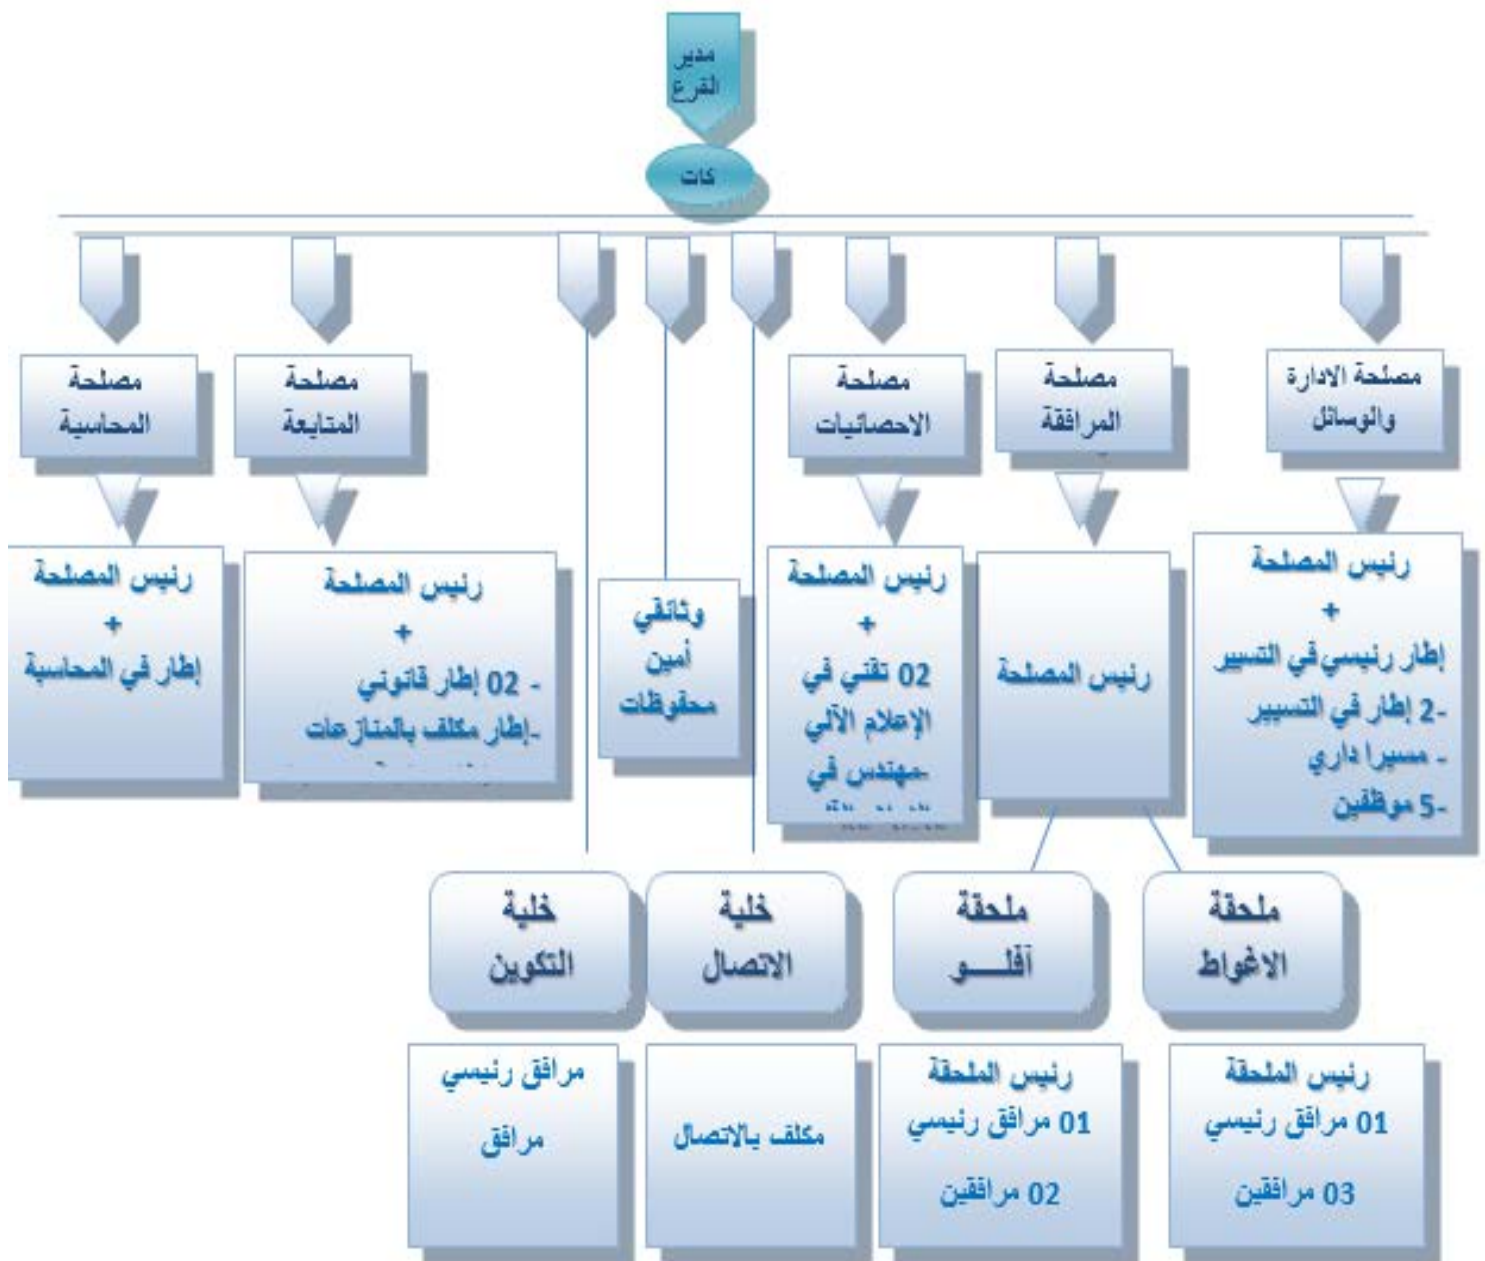 مدير
الفرع
كات
مصلحة الادارة
والوسائل
مصلحة
المرافقة
مصلحة
الاحصائيات
مصلحة
المتابعة
مصلحة
المحاسبة
رئيس المصلحة
+
إطار رئيسي في التسيير
-2 إطار في التسيير
- مسيرا داري
-5 موظفين
رئيس المصلحة
رئيس المصلحة
+
02 تقني في
الإعلام الآلي
-مهندس في
وثائقي
أمين
محفوظات
رئيس المصلحة
+
- 02 إطار قانوني
-إطار مكلف بالمنازعات
رئيس المصلحة
+
إطار في المحاسبة
ملحقة
الاغواط
ملحقة
آفلـــو
خلية
الاتصال
خلية
التكوين
رئيس الملحقة
01 مرافق رئيسي
03 مرافقين
رئيس الملحقة
01 مرافق رئيسي
02 مرافقين
مكلف بالاتصال
مرافق رئيسي
مرافق